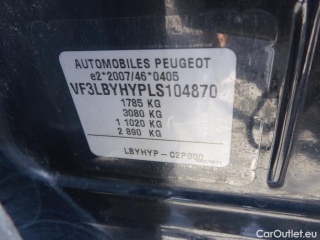 AUTOMOBILES PEUGEOT
e2*2007/46*0405
VF3LBYHYPLS104870
1785 KG
3080 KG
1 1020 KG
2 890 KG
LBYHYP - C2P000
CarOutlet.eu